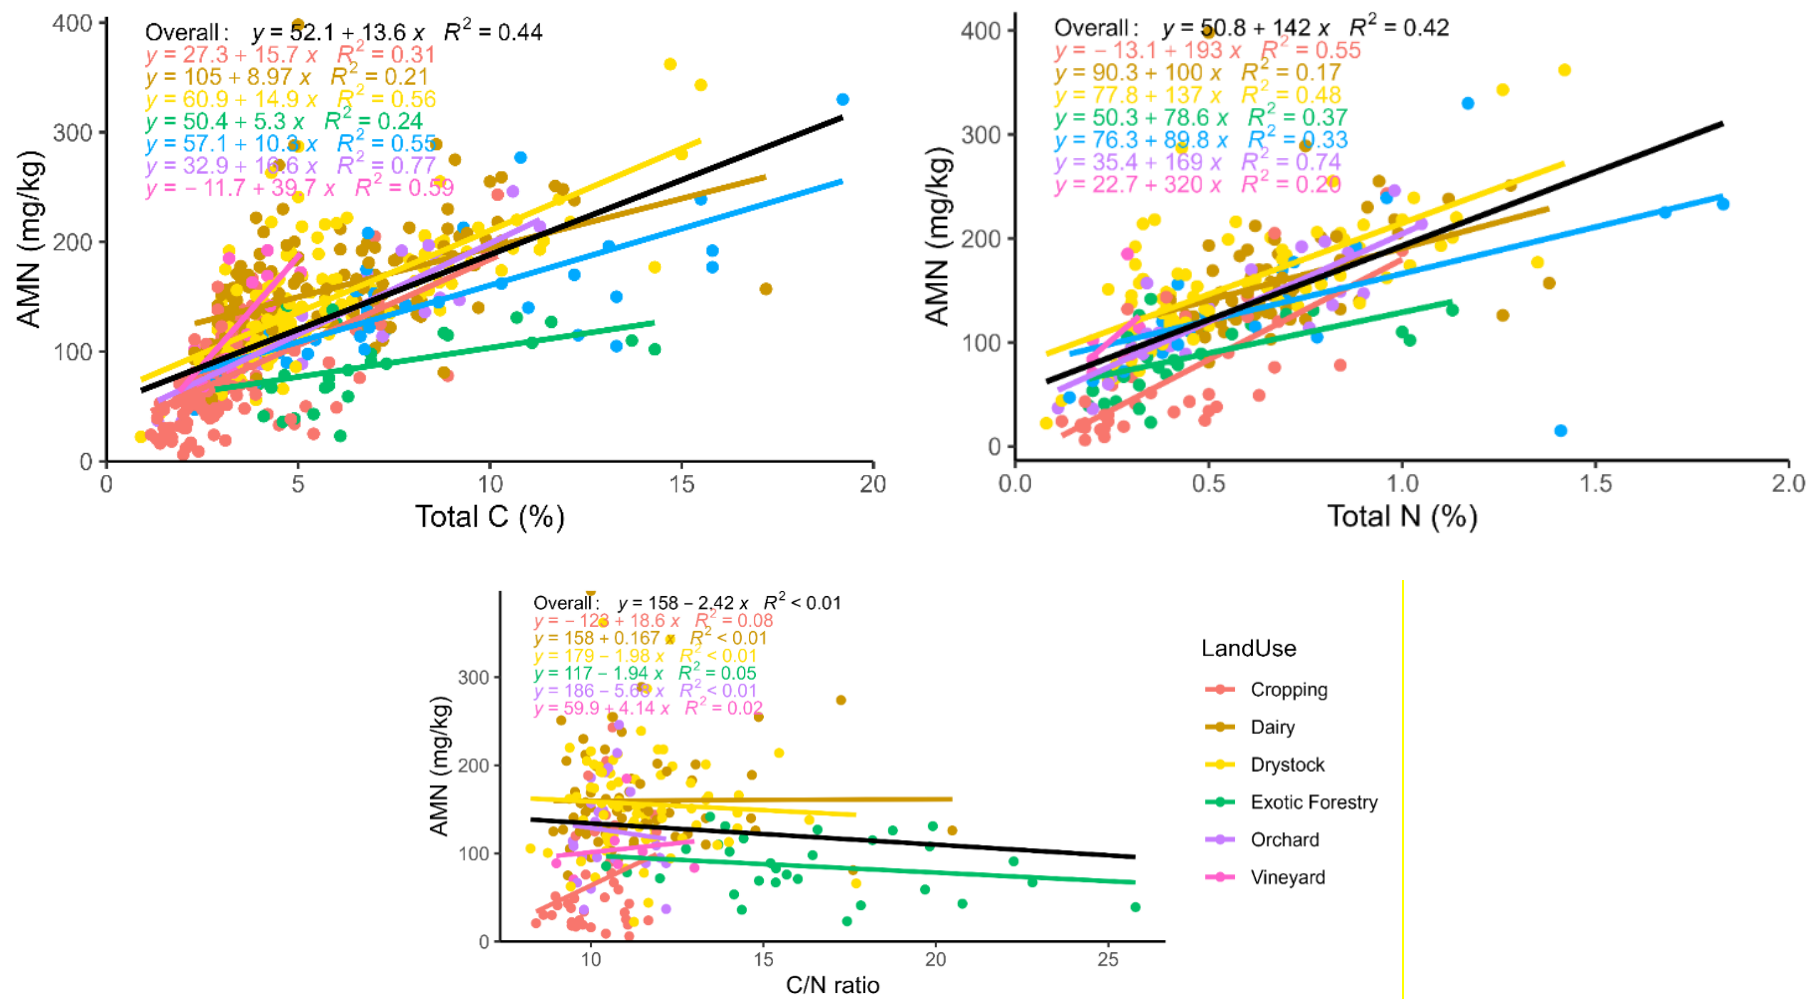 Overall: y = 52.1 + 13.6 x R² = 0.44
y = 27.3 + 15.7 x R² = 0.31
y = 105 + 8.97 x R² = 0.21
y = 60.9 + 14.9 x R² = 0.56
y = 50.4 + 5.3 x R² = 0.24
y = 57.1 + 10.3 x R² = 0.55
y = 32.9 + 16.6 x R² = 0.77
y = − 11.7 + 39.7 x R² = 0.59
400
300
200
100
0
AMN (mg/kg)
0 5 10 15 20
Total C (%)
Overall: y = 50.8 + 142 x R² = 0.42
y = − 13.1 + 193 x R² = 0.55
y = 90.3 + 100 x R² = 0.17
y = 77.8 + 137 x R² = 0.48
y = 50.3 + 78.6 x R² = 0.37
y = 76.3 + 89.8 x R² = 0.33
y = 35.4 + 169 x R² = 0.74
y = 22.7 + 320 x R² = 0.20
400
300
200
100
0
AMN (mg/kg)
0.0 0.5 1.0 1.5 2.0
Total N (%)
Overall: y = 158 − 2.42 x R² < 0.01
y = − 123 + 18.6 x R² = 0.08
y = 158 + 0.167 x R² < 0.01
y = 179 − 1.98 x R² < 0.01
y = 117 − 1.94 x R² = 0.05
y = 186 − 5.68 x R² < 0.01
y = 59.9 + 4.14 x R² = 0.02
300
200
100
0
AMN (mg/kg)
10 15 20 25
C/N ratio
LandUse
Cropping
Dairy
Drystock
Exotic Forestry
Orchard
Vineyard